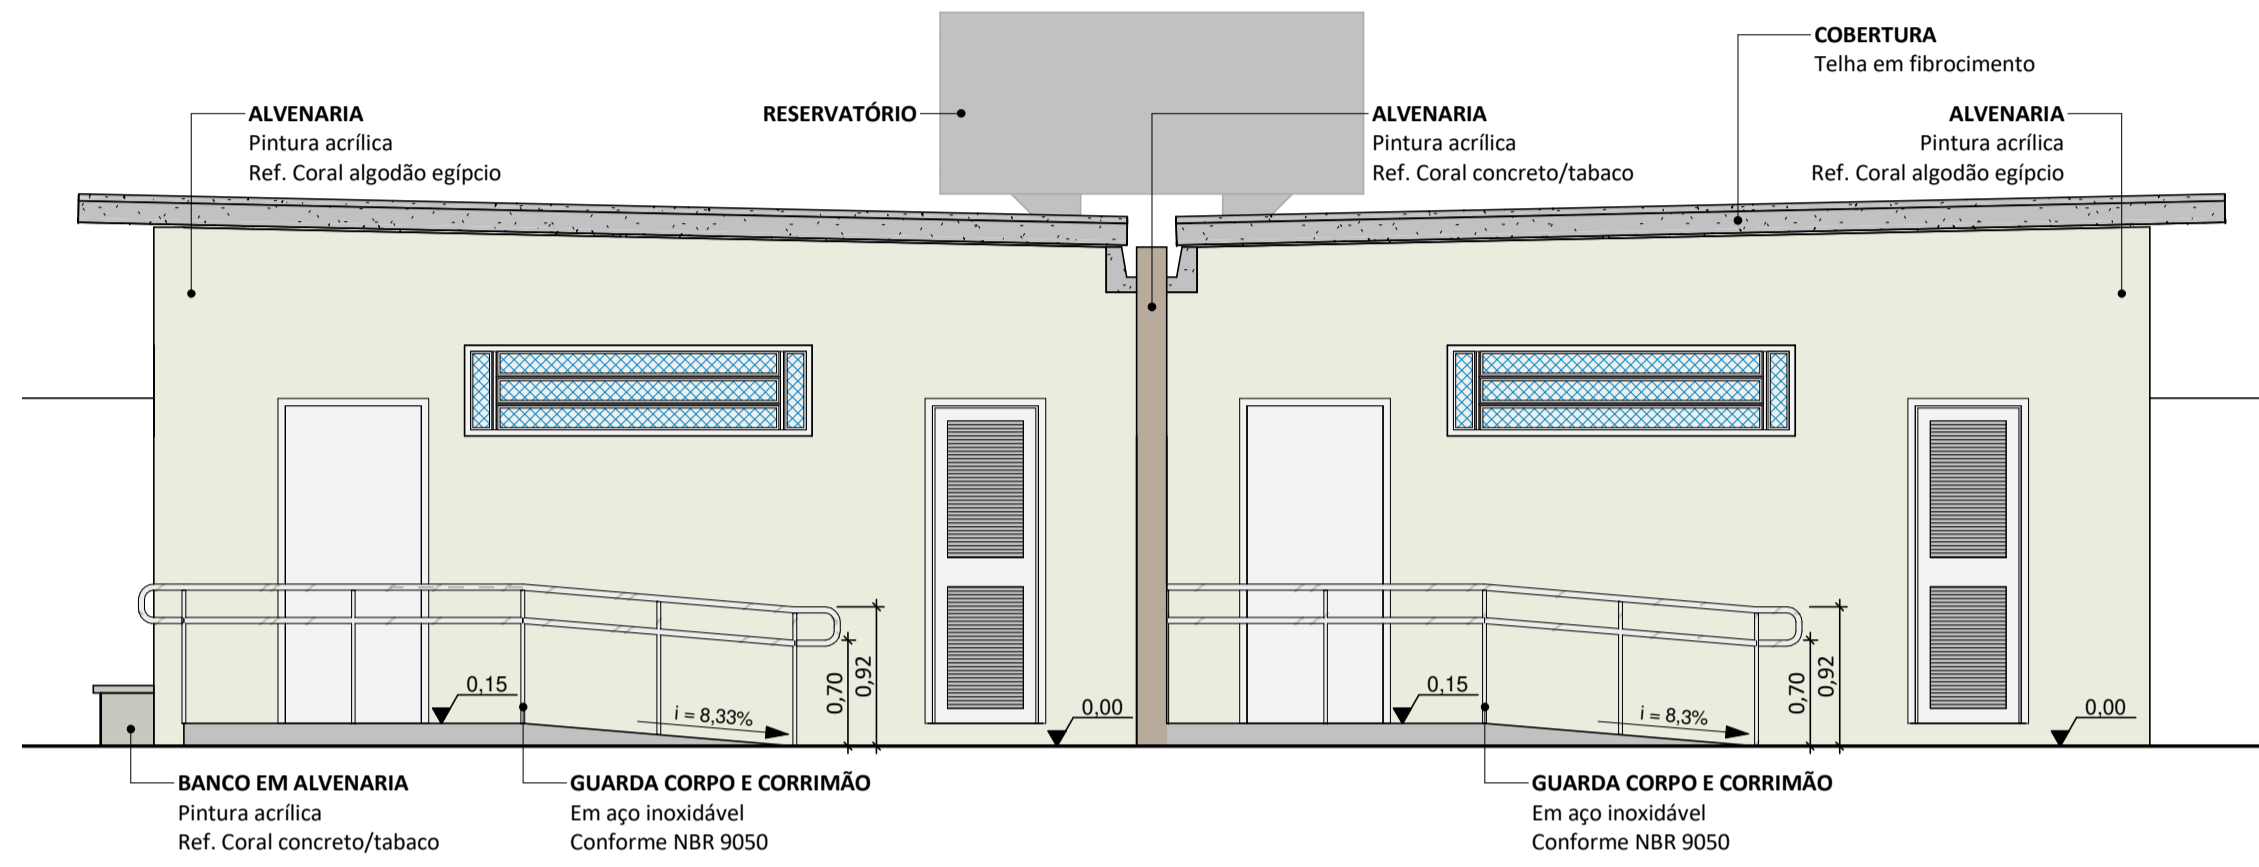 COBERTURA
Telha em fibrocimento
ALVENARIA
Pintura acrílica
Ref. Coral algodão egípcio
RESERVATÓRIO
ALVENARIA
Pintura acrílica
Ref. Coral concreto/tabaco
ALVENARIA
Pintura acrílica
Ref. Coral algodão egípcio
0,15
i = 8,33%
0,70
0,92
0,00
0,15
i = 8,3%
0,70
0,92
0,00
BANCO EM ALVENARIA
Pintura acrílica
Ref. Coral concreto/tabaco
GUARDA CORPO E CORRIMÃO
Em aço inoxidável
Conforme NBR 9050
GUARDA CORPO E CORRIMÃO
Em aço inoxidável
Conforme NBR 9050